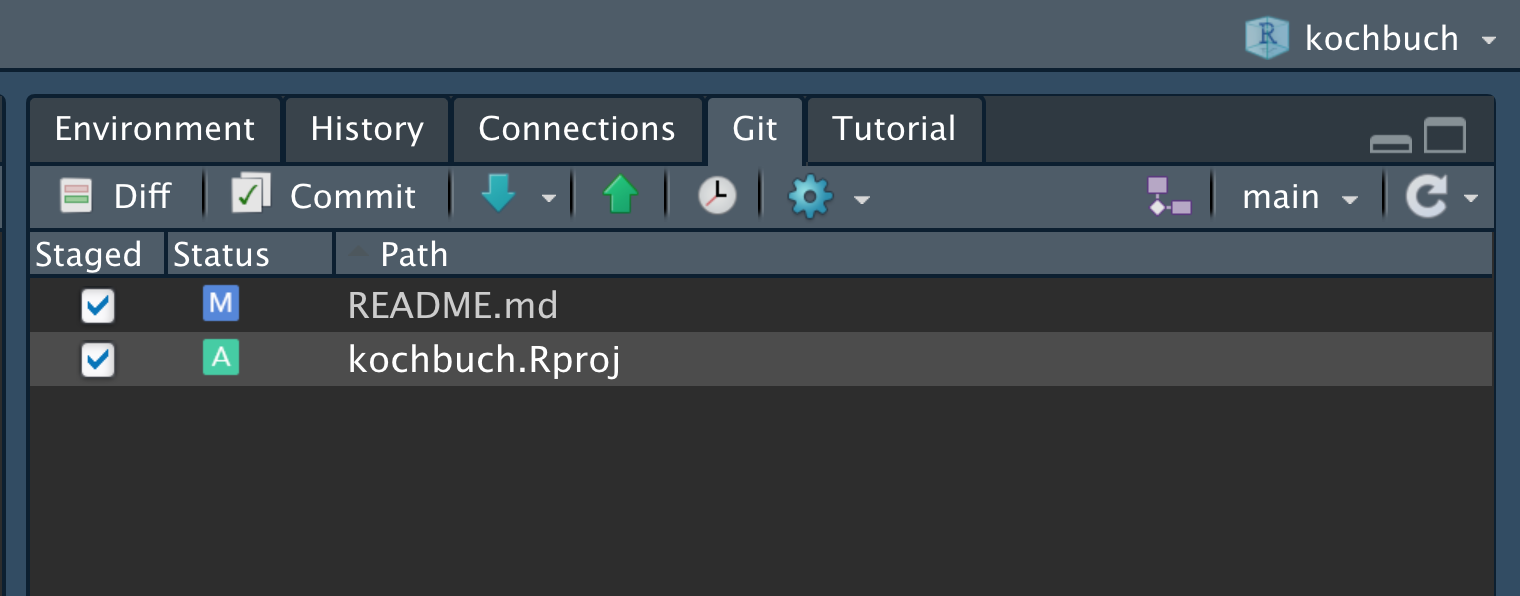 R kochbuch
Environment History Connections Git Tutorial
Diff Commit main
Staged Status Path
M README.md
A kochbuch.Rproj